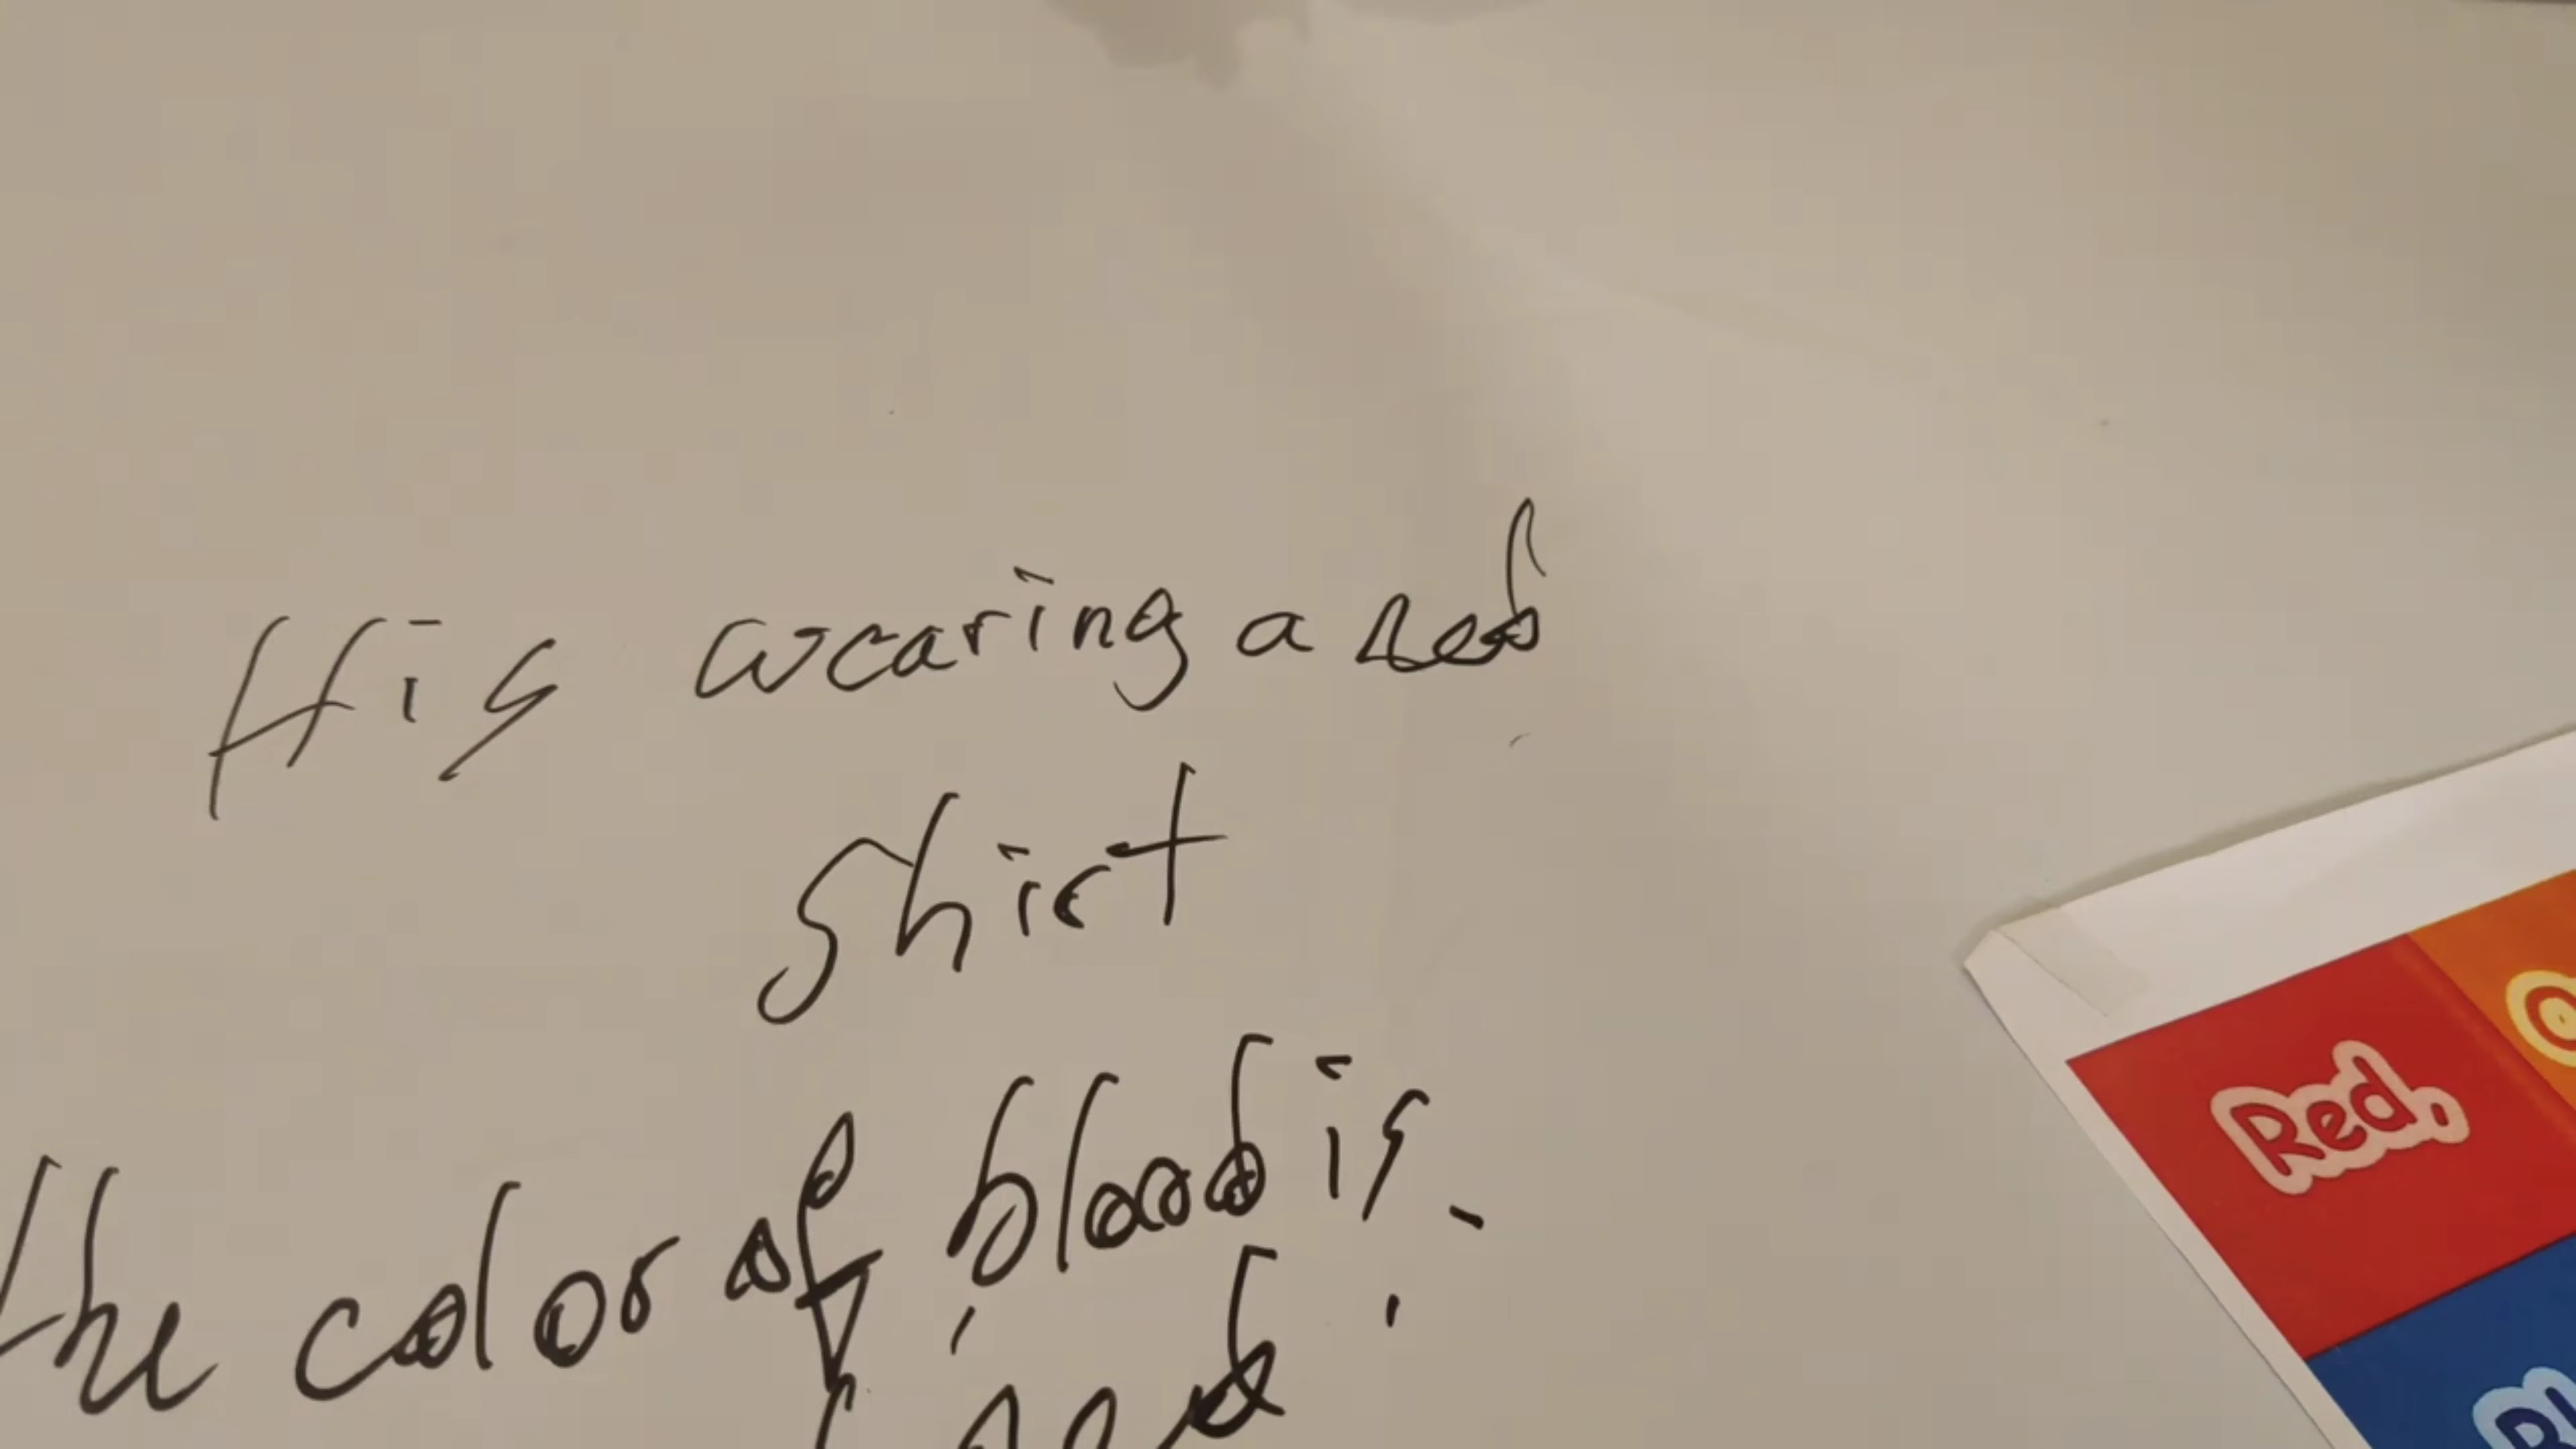 His wearing a red
shirt
the color of blood is
red
Red